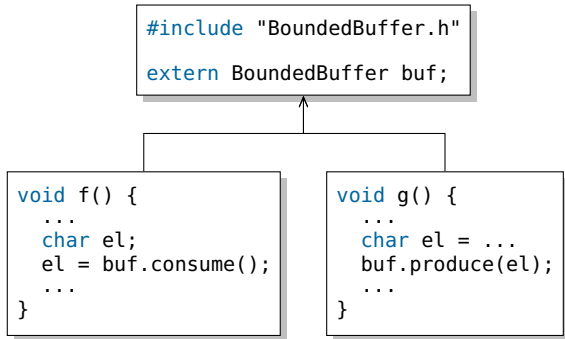 #include "BoundedBuffer.h"
extern BoundedBuffer buf;
void f() {
...
char el;
el = buf.consume();
...
}
void g() {
...
char el = ...
buf.produce(el);
...
}